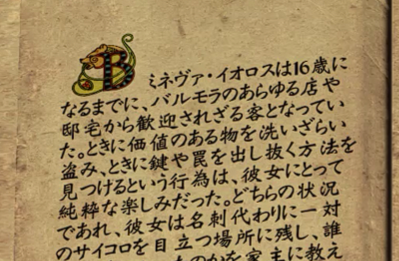 B ミネヴァ・イオロスは16歳に
なるまでに、バルモラのあらゆる店や
邸宅から歓迎されざる客となってい
た。ときに価値のある物を洗いざらい
盗み、ときに鍵や罠を出し抜く方法を
見つけるという行為は、彼女にとって
純粋な楽しみだった。どちらの状況
であれ、彼女は名刺代わりに一対
のサイコロを目立つ場所に残し、誰
ものかを家主に教え